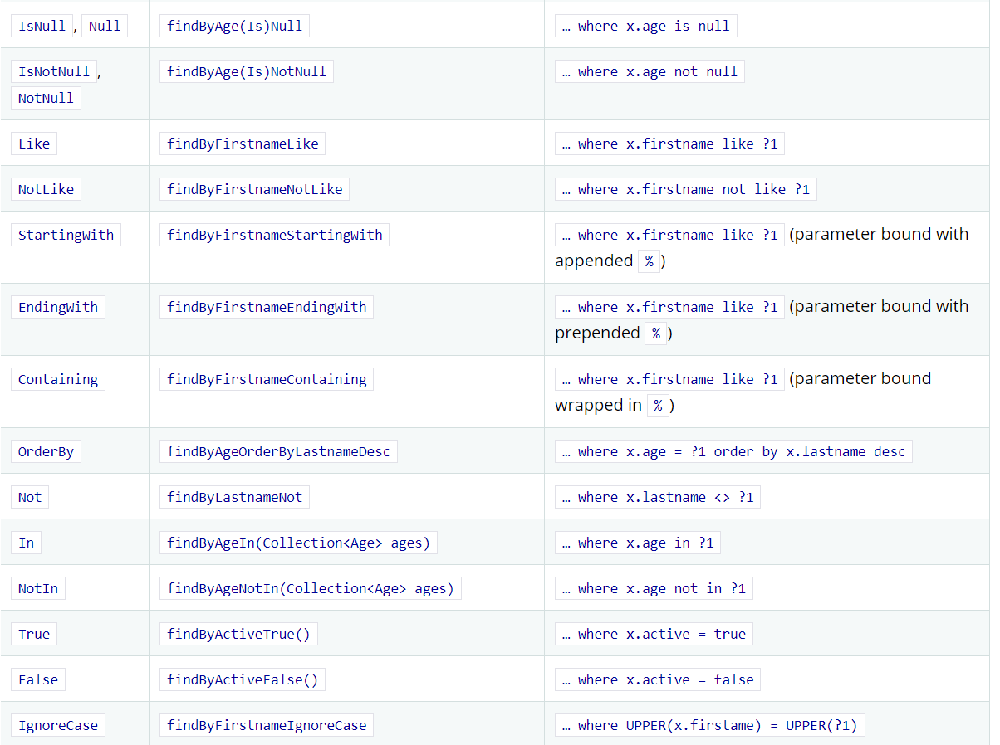 IsNull, Null findByAge(Is)Null … where x.age is null
IsNotNull, findByAge(Is)NotNull … where x.age not null
NotNull
Like findByFirstnameLike … where x.firstname like ?1
NotLike findByFirstnameNotLike … where x.firstname not like ?1
StartingWith findByFirstnameStartingWith … where x.firstname like ?1 (parameter bound with
appended %)
EndingWith findByFirstnameEndingWith … where x.firstname like ?1 (parameter bound with
prepended %)
Containing findByFirstnameContaining … where x.firstname like ?1 (parameter bound
wrapped in %)
OrderBy findByAgeOrderByLastnameDesc … where x.age = ?1 order by x.lastname desc
Not findByLastnameNot … where x.lastname <> ?1
In findByAgeIn(Collection<Age> ages) … where x.age in ?1
NotIn findByAgeNotIn(Collection<Age> ages) … where x.age not in ?1
True findByActiveTrue() … where x.active = true
False findByActiveFalse() … where x.active = false
IgnoreCase findByFirstnameIgnoreCase … where UPPER(x.firstame) = UPPER(?1)